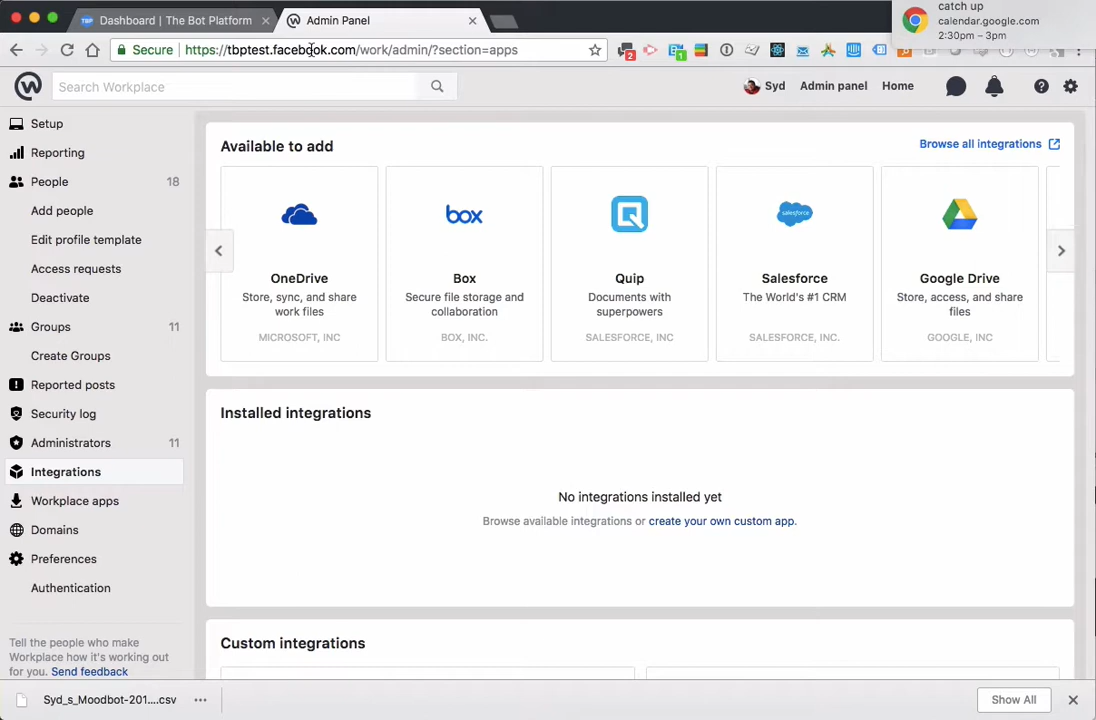 Dashboard | The Bot Platform
Admin Panel
catch up
calendar.google.com
2:30pm – 3pm
Secure
https://tbptest.facebook.com/work/admin/?section=apps
2
1
Search Workplace
Syd
Admin panel
Home
Setup
Reporting
People 18
Add people
Edit profile template
Access requests
Deactivate
Groups 11
Create Groups
Reported posts
Security log
Administrators 11
Integrations
Workplace apps
Domains
Preferences
Authentication
Tell the people who make
Workplace how it's working out
for you. Send feedback
Available to add
Browse all integrations
OneDrive
Store, sync, and share
work files
MICROSOFT, INC
box
Box
Secure file storage and
collaboration
BOX, INC.
Quip
Documents with
superpowers
SALESFORCE, INC
salesforce
Salesforce
The World's #1 CRM
SALESFORCE, INC.
Google Drive
Store, access, and share
files
GOOGLE, INC
Installed integrations
No integrations installed yet
Browse available integrations or create your own custom app.
Custom integrations
Syd_s_Moodbot-201....csv
Show All